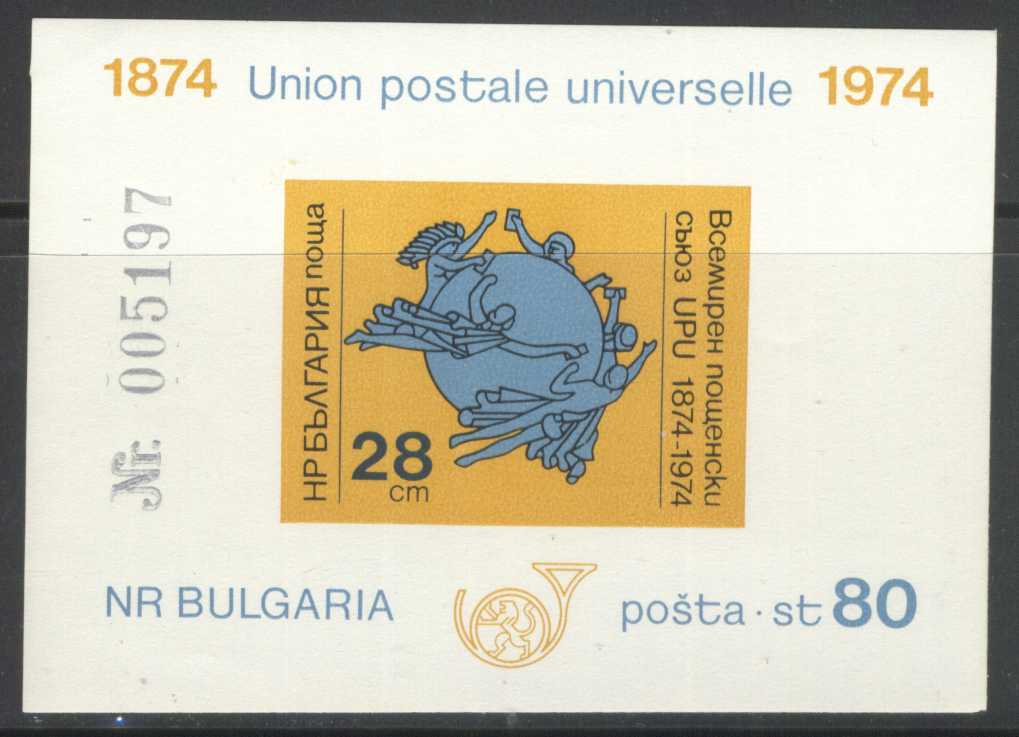 1874 Union postale universelle 1974
Nr. 005197
НР БЪЛГАРИЯ поща
28
cm
Всемирен пощенски
съюз UPU 1874-1974
NR BULGARIA
pošta · st 80